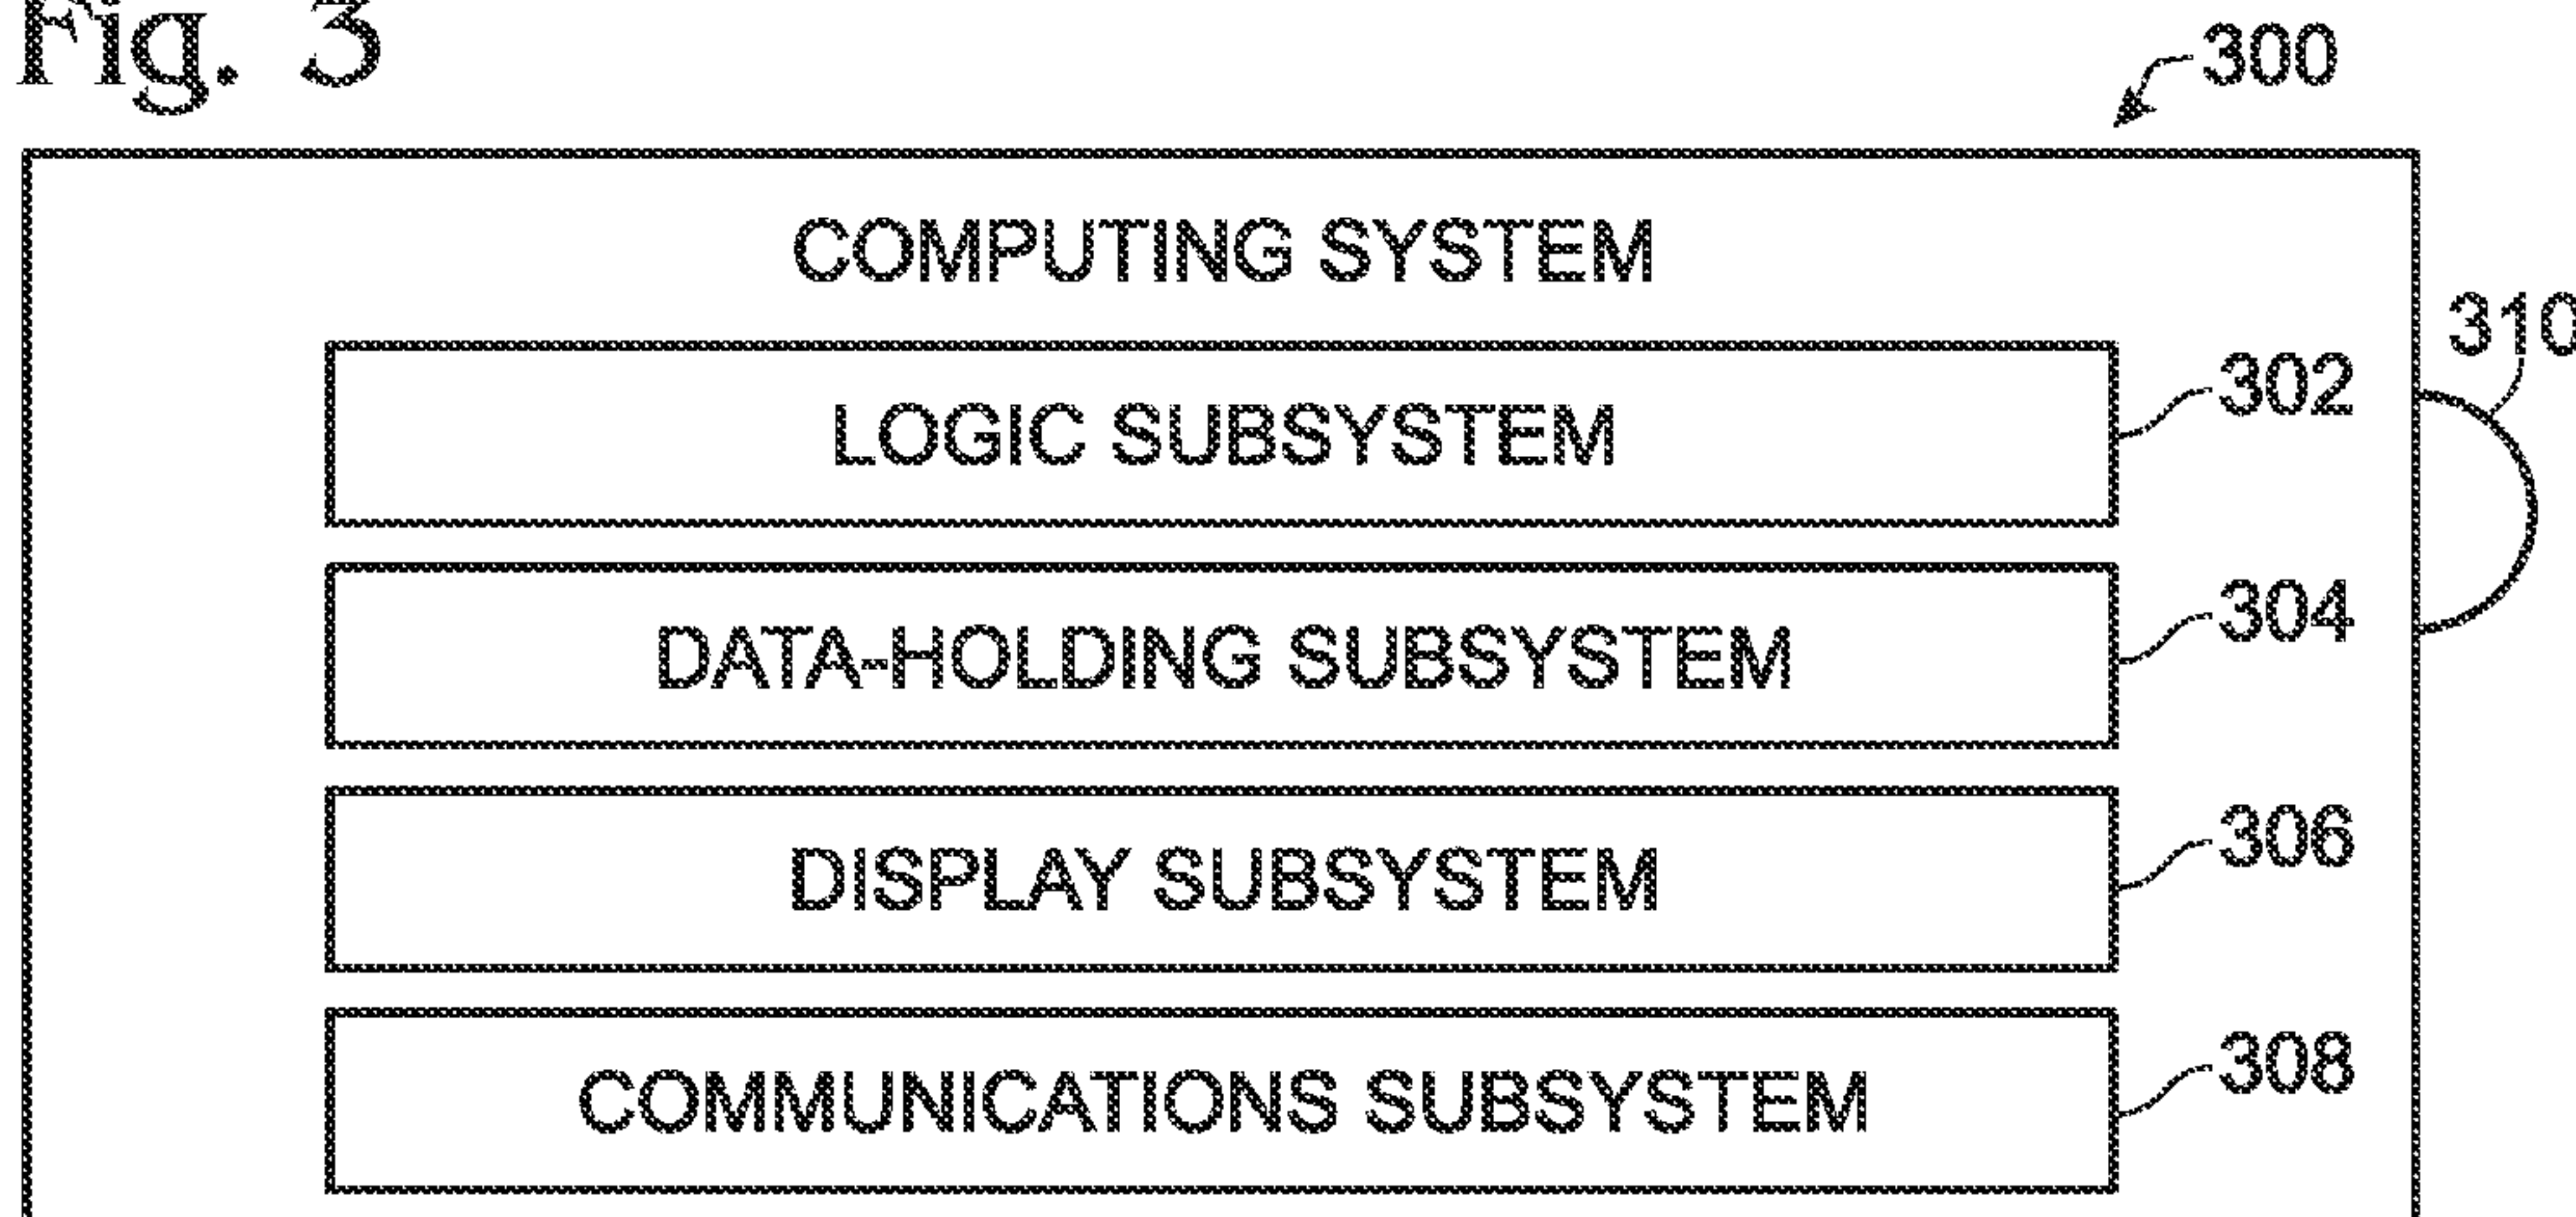 Fig. 3
300
COMPUTING SYSTEM
310
302
LOGIC SUBSYSTEM
304
DATA-HOLDING SUBSYSTEM
306
DISPLAY SUBSYSTEM
308
COMMUNICATIONS SUBSYSTEM